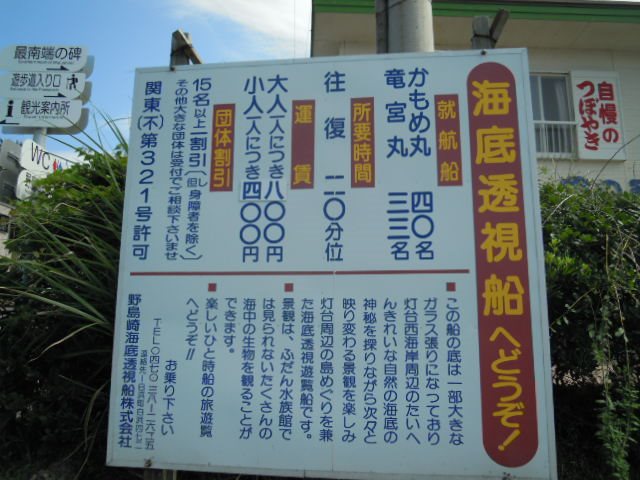 海底透視船へどうぞ！
就航船
かもめ丸 四〇名
竜宮丸 三三名
所要時間
往復 二〇分位
運賃
大人一人につき八〇〇円
小人一人につき四〇〇円
団体割引
15名以上一割引(但し身障者を除く)
その他大きな団体は受付でご相談下さいませ
関東(不)第321号許可
■この船の底は一部大きな
ガラス張りになっており
灯台西海岸周辺のたいへ
んきれいな自然の海底の
神秘を探りながら次々と
映り変わる景観を楽しみ
灯台周辺の島めぐりを兼
た海底透視遊覧船です。
■景観は、ふだん水族館で
は見られないたくさんの
海中の生物を観ることが
できます。
■楽しいひと時船の旅遊覧
へどうぞ!!
お乗り下さい
野島崎海底透視船株式会社
最南端の碑
遊歩道入り口
観光案内所
WC
自慢の
つぼやき